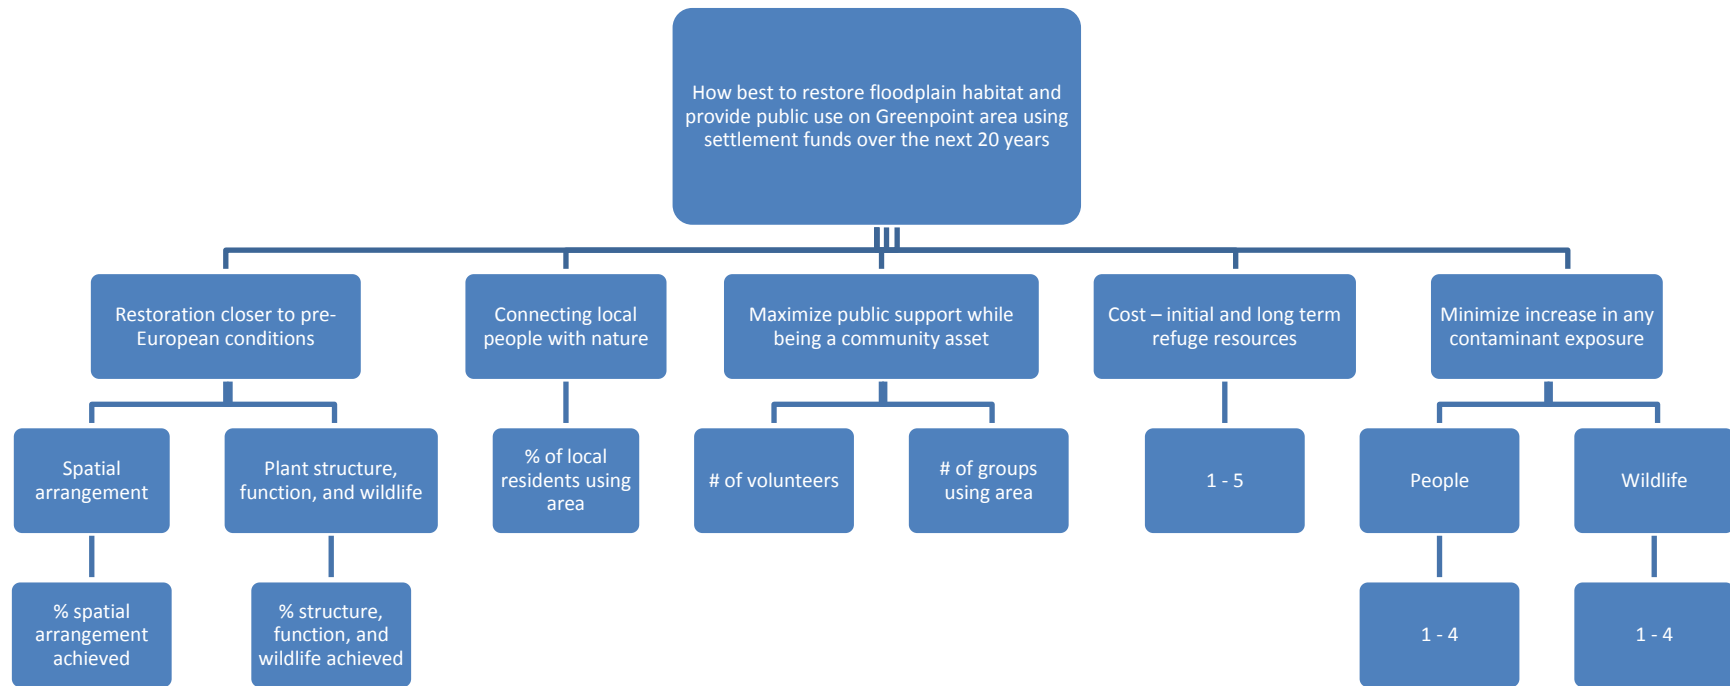 How best to restore floodplain habitat and
provide public use on Greenpoint area using
settlement funds over the next 20 years
Restoration closer to pre-
European conditions
Connecting local
people with nature
Maximize public support while
being a community asset
Cost – initial and long term
refuge resources
Minimize increase in any
contaminant exposure
Spatial
arrangement
Plant structure,
function, and wildlife
% of local
residents using
area
# of volunteers
# of groups
using area
1 - 5
People
Wildlife
% spatial
arrangement
achieved
% structure,
function, and
wildlife achieved
1 - 4
1 - 4